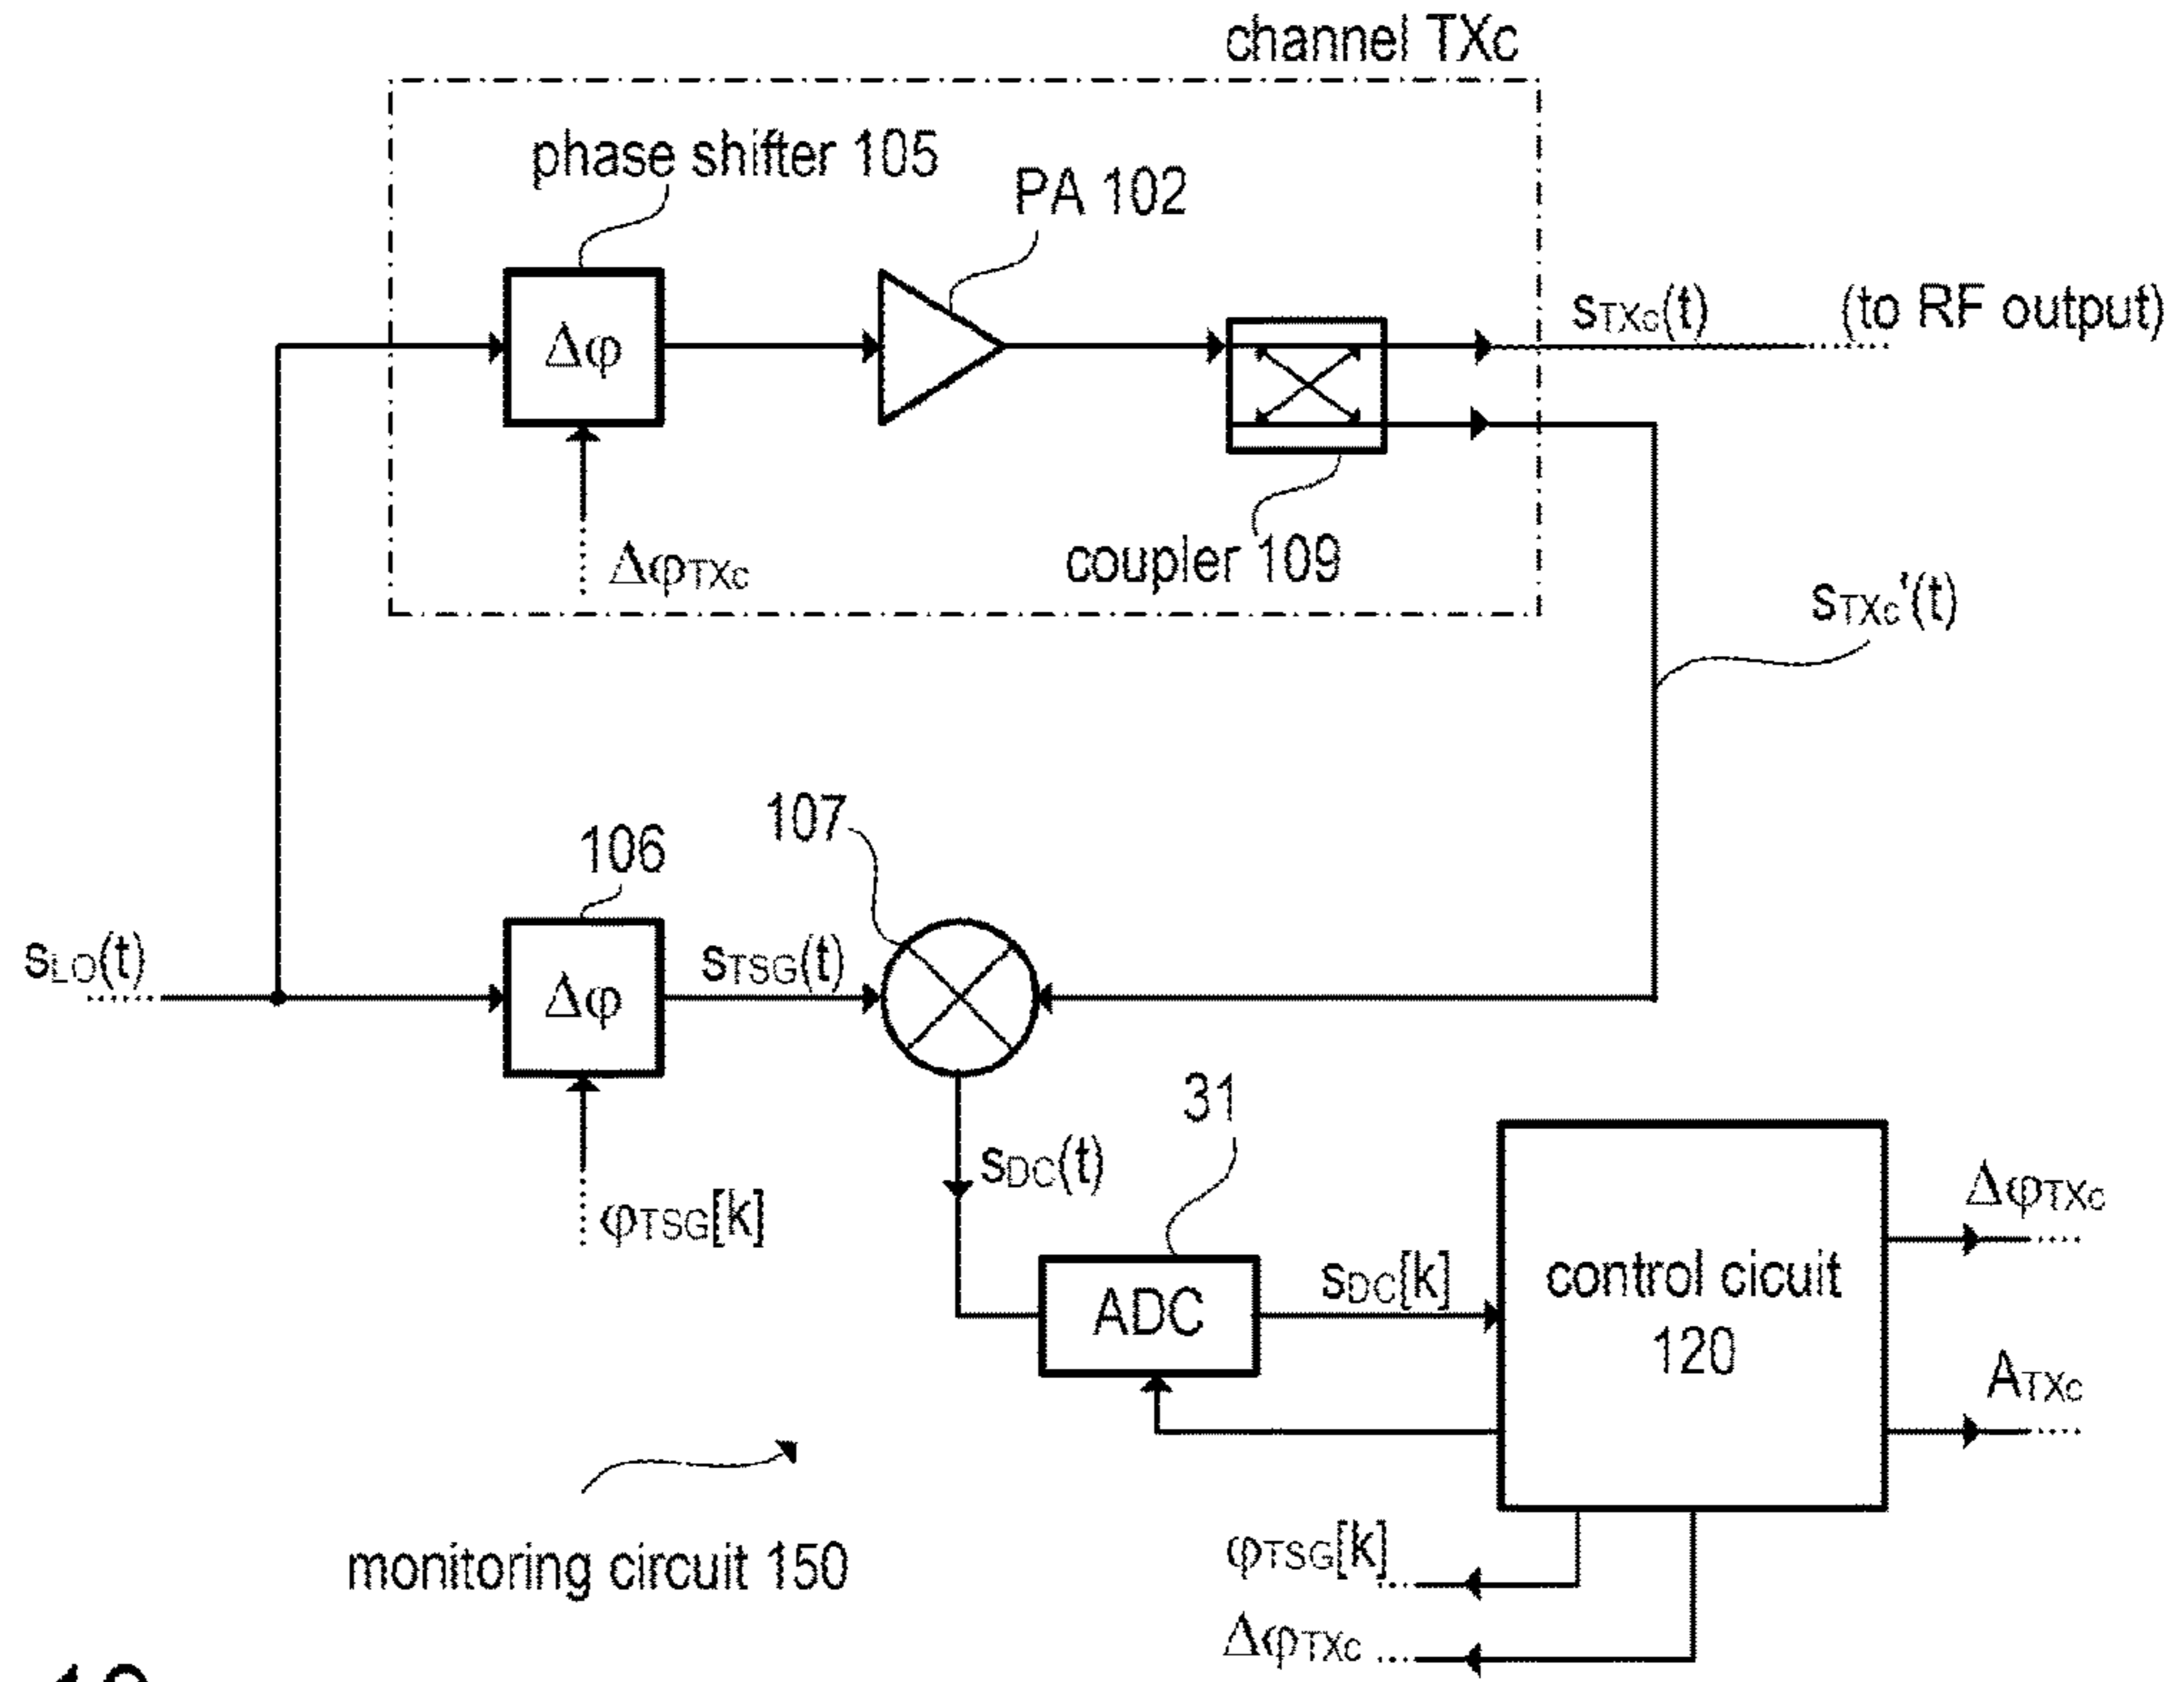 channel TXc
phase shifter 105
PA 102
Δφ
sTXc(t) (to RF output)
ΔφTXc
coupler 109
sTXc'(t)
107
106
sLO(t)
Δφ
sTSG(t)
31
sDC(t)
φTSG[k]
ADC
sDC[k]
control cicuit
120
ΔφTXc
ATXc
monitoring circuit 150
φTSG[k]
ΔφTXc